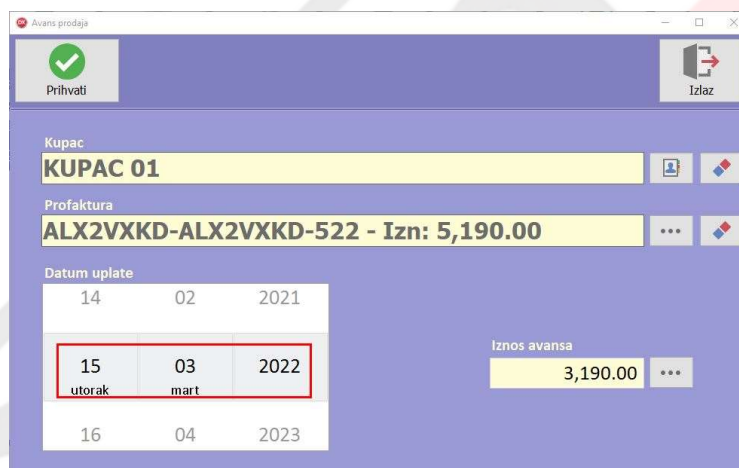 Avans prodaja
Prihvati
Izlaz
Kupac
KUPAC 01
Profaktura
ALX2VXKD-ALX2VXKD-522 - Izn: 5,190.00
Datum uplate
14 02 2021
15 03 2022
utorak mart
16 04 2023
Iznos avansa
3,190.00